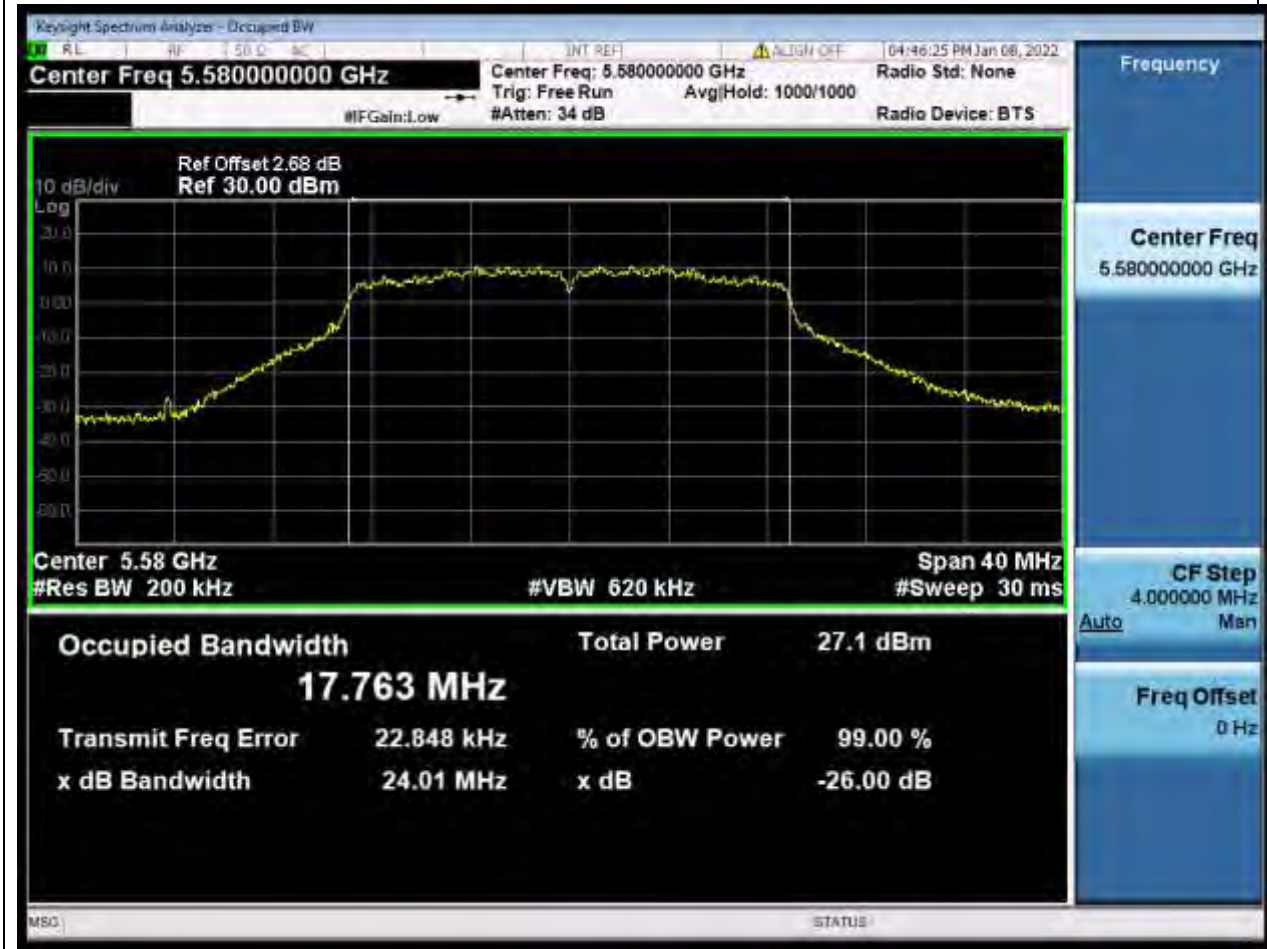 Keysight Spectrum Analyzer - Occupied BW
RL RF 50 Ω AC INT REF ALIGN OFF 04:46:25 PM Jan 08, 2022
Center Freq 5.580000000 GHz
Center Freq: 5.580000000 GHz
Radio Std: None
Trig: Free Run Avg|Hold: 1000/1000
#IFGain:Low
#Atten: 34 dB
Radio Device: BTS
Ref Offset 2.68 dB
10 dB/div Ref 30.00 dBm
Log
20.0
10.0
0.00
-10.0
-20.0
-30.0
-40.0
-50.0
-60.0
Center 5.58 GHz Span 40 MHz
#Res BW 200 kHz #VBW 620 kHz #Sweep 30 ms
Occupied Bandwidth Total Power 27.1 dBm
17.763 MHz
Transmit Freq Error 22.848 kHz % of OBW Power 99.00 %
x dB Bandwidth 24.01 MHz x dB -26.00 dB
MSG STATUS
Frequency
Center Freq
5.580000000 GHz
CF Step
4.000000 MHz
Auto Man
Freq Offset
0 Hz